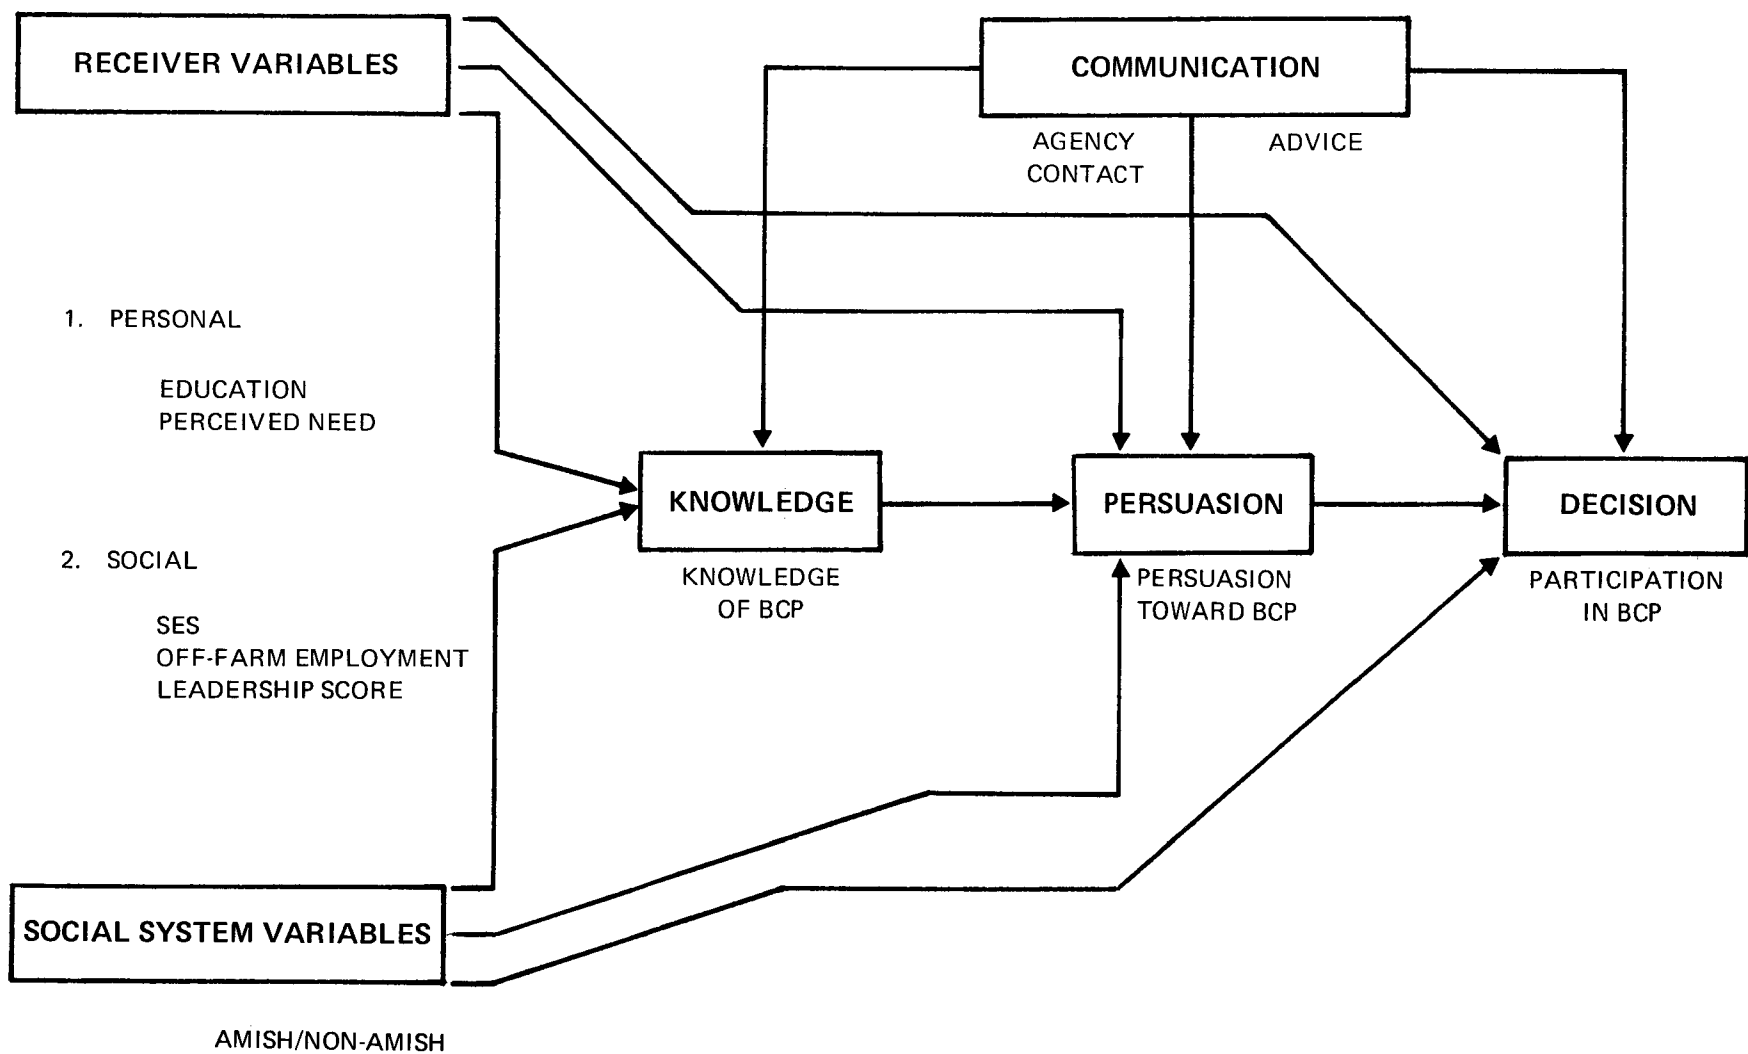 RECEIVER VARIABLES
COMMUNICATION
AGENCY
CONTACT
ADVICE
1. PERSONAL
EDUCATION
PERCEIVED NEED
KNOWLEDGE
PERSUASION
DECISION
2. SOCIAL
KNOWLEDGE
OF BCP
PERSUASION
TOWARD BCP
PARTICIPATION
IN BCP
SES
OFF-FARM EMPLOYMENT
LEADERSHIP SCORE
SOCIAL SYSTEM VARIABLES
AMISH/NON-AMISH